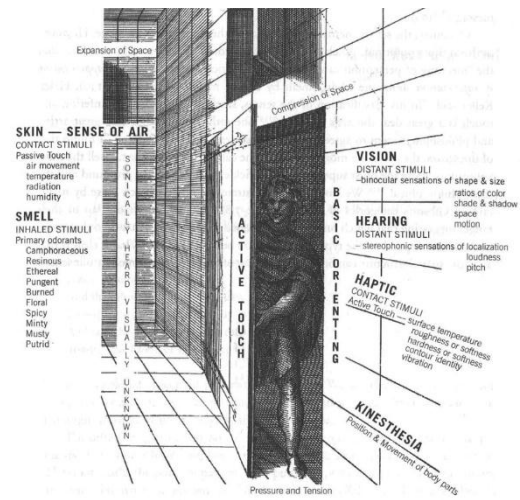 Expansion of Space
Compression of Space
SKIN — SENSE OF AIR
CONTACT STIMULI
Passive Touch
air movement
temperature
radiation
humidity
SMELL
INHALED STIMULI
Primary odorants
Camphoraceous
Resinous
Ethereal
Pungent
Burned
Floral
Spicy
Minty
Musty
Putrid
SONICALLY HEARD VISUALLY UNKNOWN
ACTIVE TOUCH
BASIC ORIENTING
VISION
DISTANT STIMULI
–binocular sensations of shape & size
ratios of color
shade & shadow
space
motion
HEARING
DISTANT STIMULI
– stereophonic sensations of localization
loudness
pitch
HAPTIC
CONTACT STIMULI
Active Touch — surface temperature
roughness or softness
hardness or softness
contour identity
vibration
KINESTHESIA
Position & Movement of body parts
Pressure and Tension